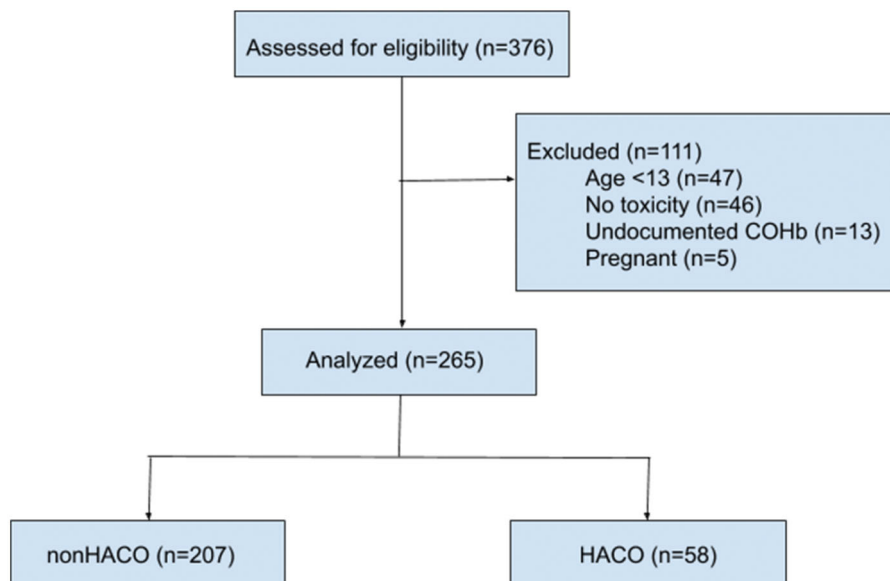 Assessed for eligibility (n=376)
Excluded (n=111)
Age <13 (n=47)
No toxicity (n=46)
Undocumented COHb (n=13)
Pregnant (n=5)
Analyzed (n=265)
nonHACO (n=207)
HACO (n=58)